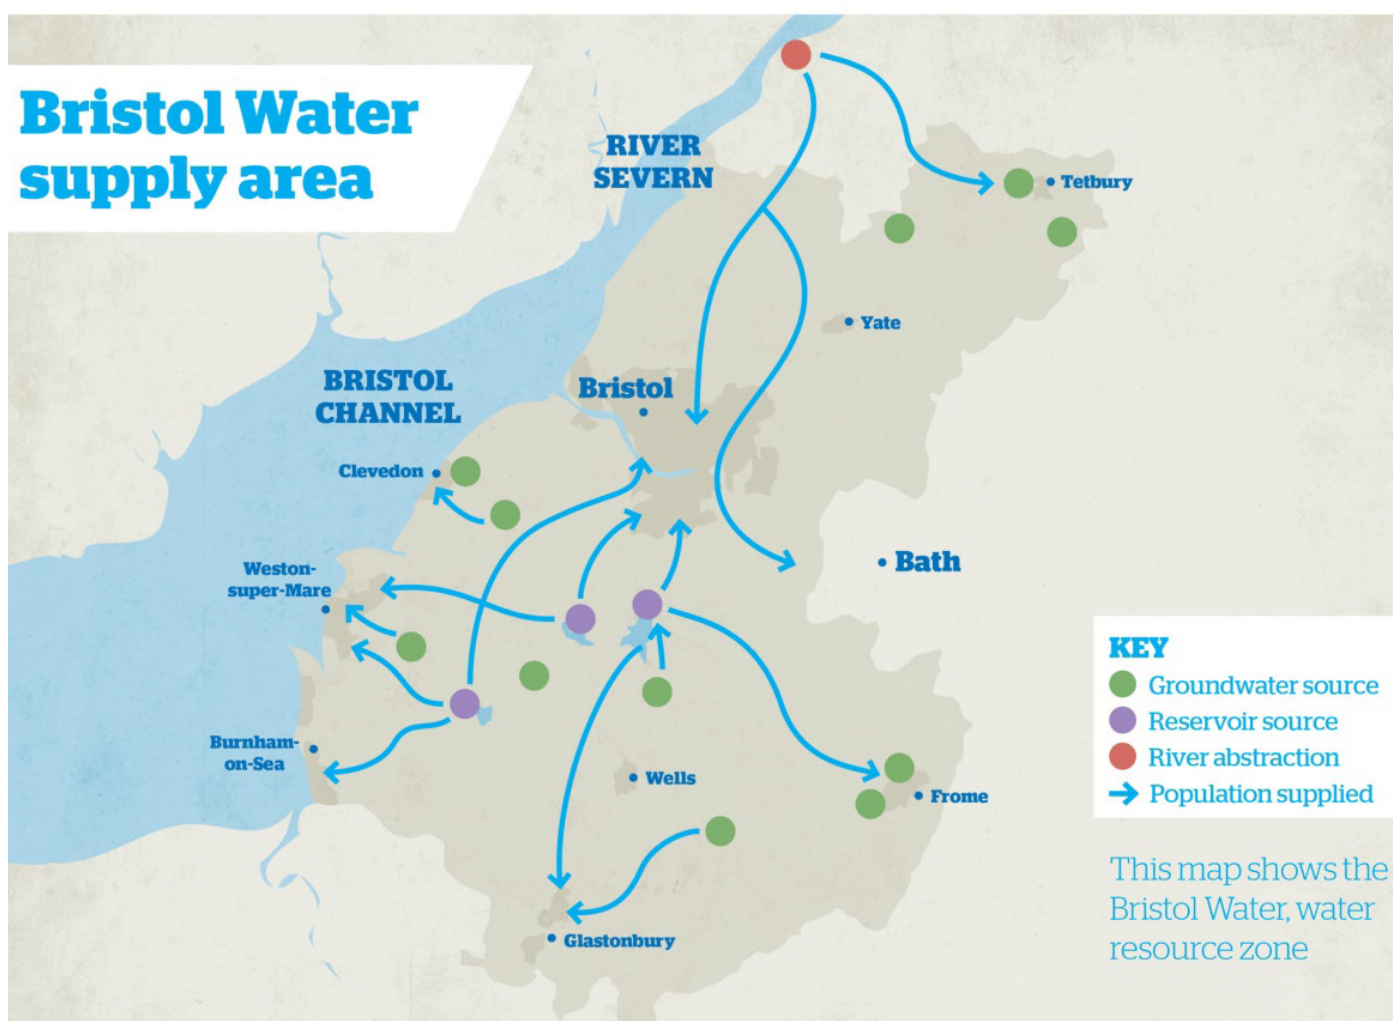 Bristol Water
supply area
RIVER
SEVERN
Tetbury
Yate
BRISTOL
CHANNEL
Bristol
Clevedon
Bath
Weston-
super-Mare
Burnham-
on-Sea
Wells
Frome
Glastonbury
KEY
Groundwater source
Reservoir source
River abstraction
Population supplied
This map shows the
Bristol Water, water
resource zone